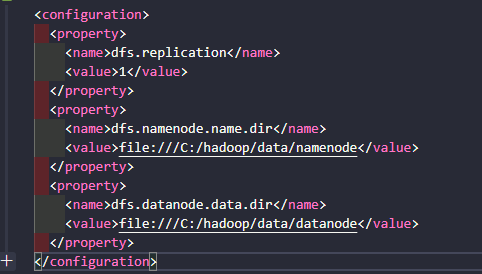 <configuration>
<property>
<name>dfs.replication</name>
<value>1</value>
</property>
<property>
<name>dfs.namenode.name.dir</name>
<value>file:///C:/hadoop/data/namenode</value>
</property>
<property>
<name>dfs.datanode.data.dir</name>
<value>file:///C:/hadoop/data/datanode</value>
</property>
</configuration>